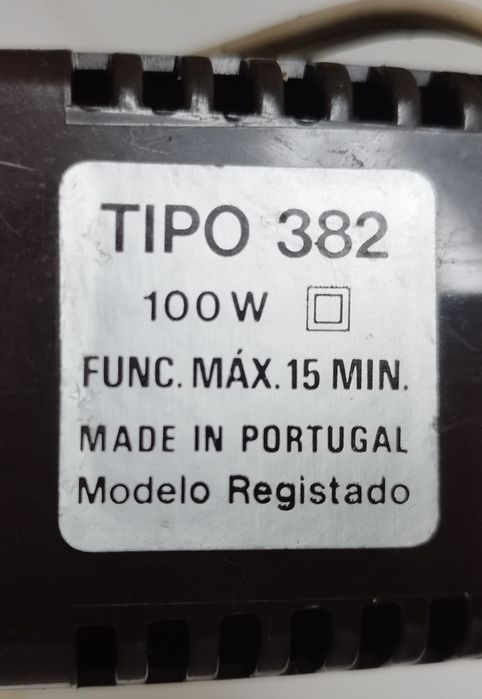 TIPO 382
100 W
FUNC. MÁX. 15 MIN.
MADE IN PORTUGAL
Modelo Registado